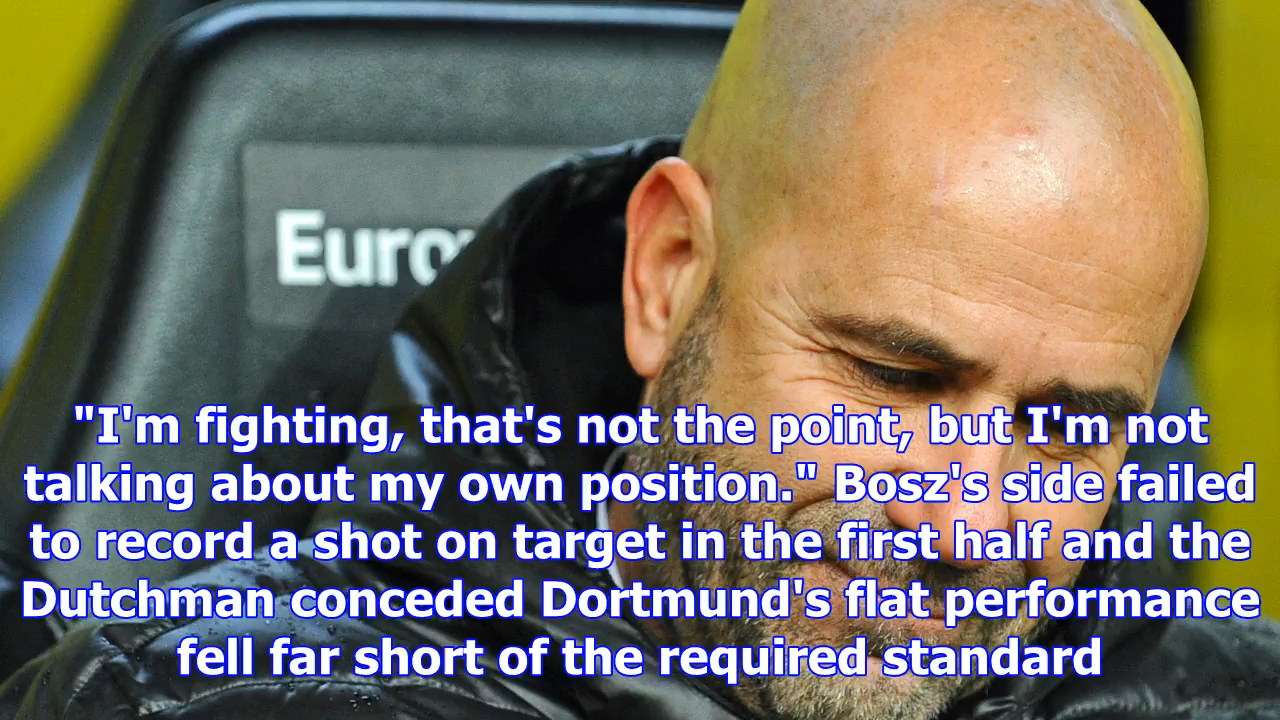 Euro
"I'm fighting, that's not the point, but I'm not
talking about my own position." Bosz's side failed
to record a shot on target in the first half and the
Dutchman conceded Dortmund's flat performance
fell far short of the required standard